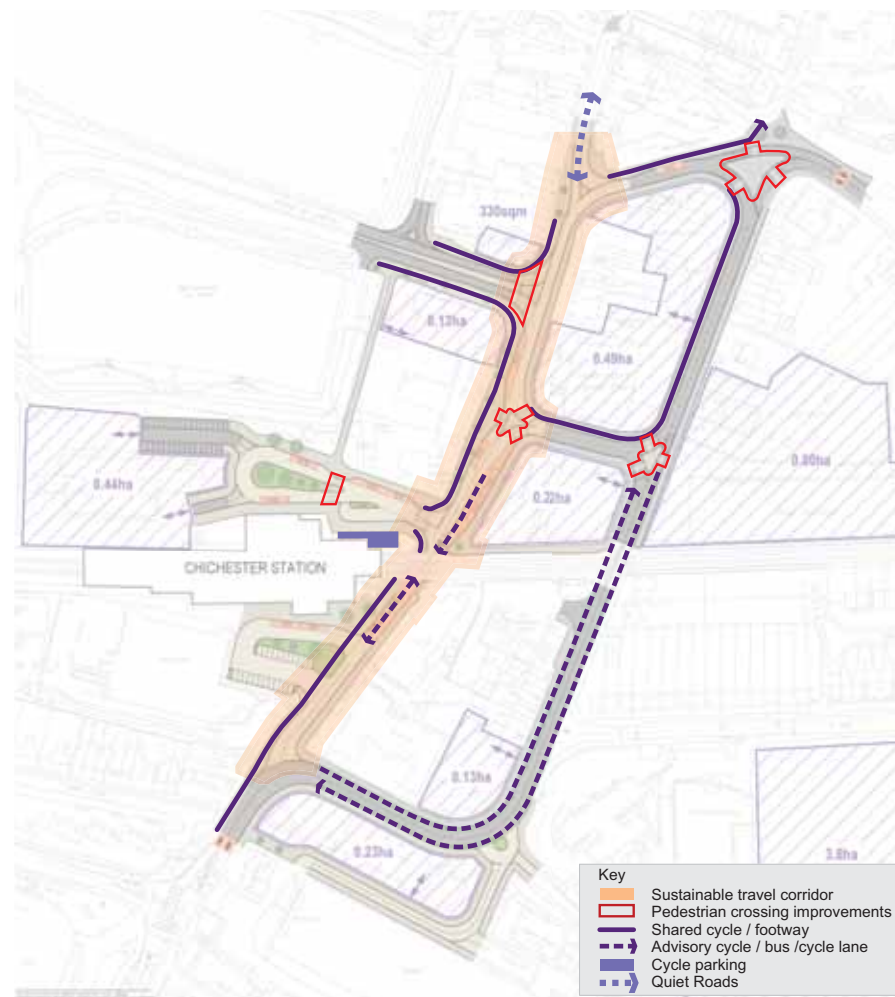 330sqm
0.13ha
0.49ha
0.80ha
0.44ha
0.22ha
CHICHESTER STATION
0.13ha
0.23ha
3.8ha
Key
Sustainable travel corridor
Pedestrian crossing improvements
Shared cycle / footway
Advisory cycle / bus /cycle lane
Cycle parking
Quiet Roads